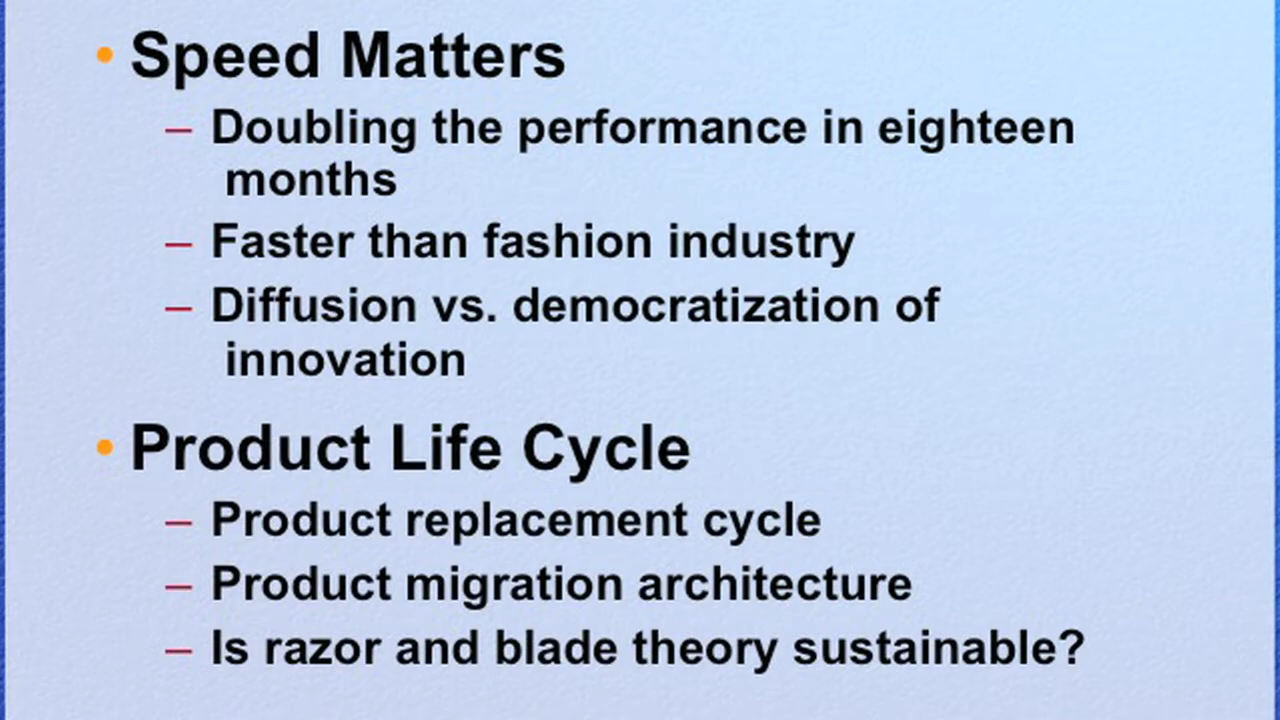 • Speed Matters
– Doubling the performance in eighteen
months
– Faster than fashion industry
– Diffusion vs. democratization of
innovation
• Product Life Cycle
– Product replacement cycle
– Product migration architecture
– Is razor and blade theory sustainable?